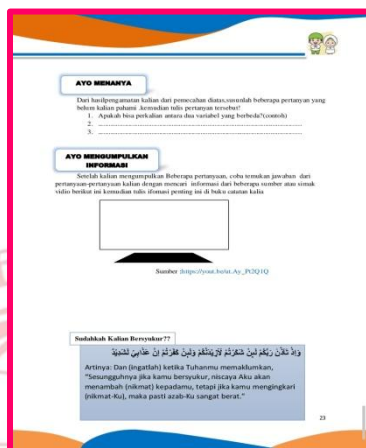 AYO MENANYA
Dari hasilpengamatan kalian dari pemecahan diatas,susunlah beberapa pertanyan yang
belum kalian pahami .kemudian tulis pertanyan tersebut!
1. Apakah bisa perkalian antara dua variabel yang berbeda?(contoh)
2.
3.
AYO MENGUMPULKAN
INFORMASI
Setelah kalian mengumpulkan Beberapa pertanyaan, coba temukan jawaban dari
pertanyaan-pertanyaan kalian dengan mencari informasi dari beberapa sumber atau simak
vidio berikut ini kemudian tulis ifomasi penting ini di buku catatan kalia
Sumber :https://yout.be/ut.Ay_Pt2Q1Q
Sudahkah Kalian Bersyukur??
وَإِذْ تَأَذَّنَ رَبُّكُمْ لَئِن شَكَرْتُمْ لَأَزِيدَنَّكُمْ وَلَئِن كَفَرْتُمْ إِنَّ عَذَابِي لَشَدِيدٌ
Artinya: Dan (ingatlah) ketika Tuhanmu memaklumkan,
"Sesungguhnya jika kamu bersyukur, niscaya Aku akan
menambah (nikmat) kepadamu, tetapi jika kamu mengingkari
(nikmat-Ku), maka pasti azab-Ku sangat berat."
23